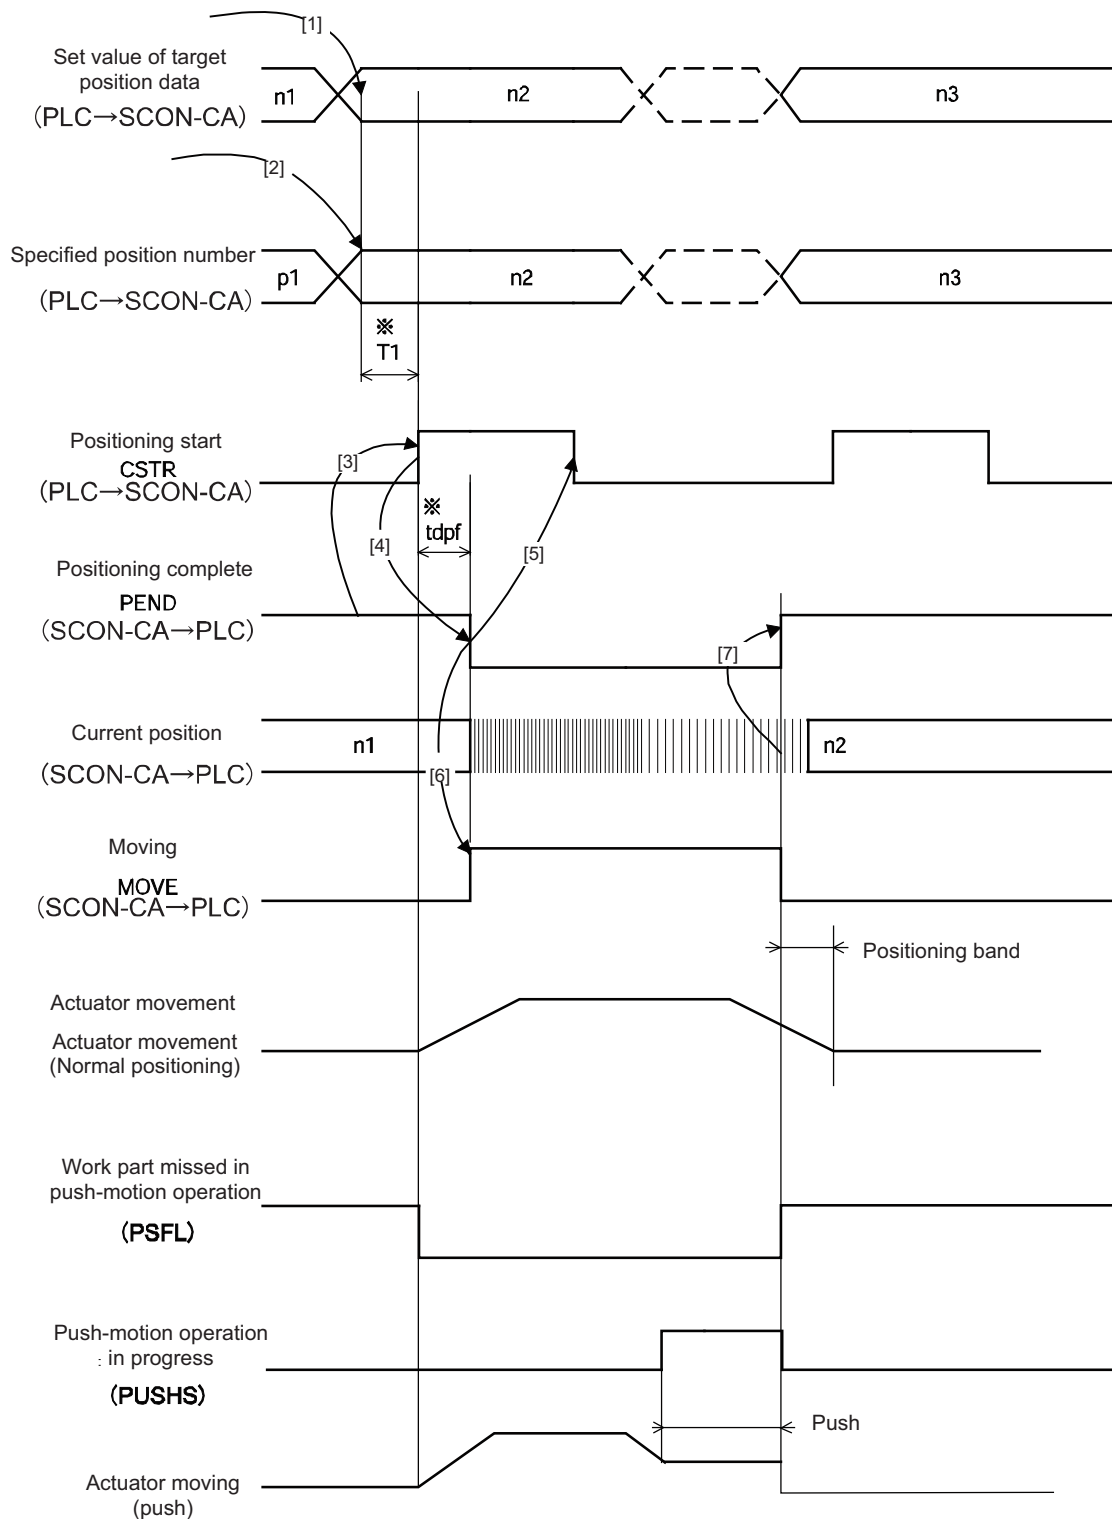 [1]
Set value of target
position data
(PLC→SCON-CA)
n1
n2
n3
[2]
Specified position number
(PLC→SCON-CA)
p1
n2
n3
※
T1
Positioning start
CSTR
(PLC→SCON-CA)
[3]
※
tdpf
[4]
[5]
Positioning complete
PEND
(SCON-CA→PLC)
[7]
Current position
(SCON-CA→PLC)
n1
n2
[6]
Moving
MOVE
(SCON-CA→PLC)
Positioning band
Actuator movement
Actuator movement
(Normal positioning)
Work part missed in
push-motion operation
(PSFL)
Push-motion operation
: in progress
(PUSHS)
Push
Actuator moving
(push)